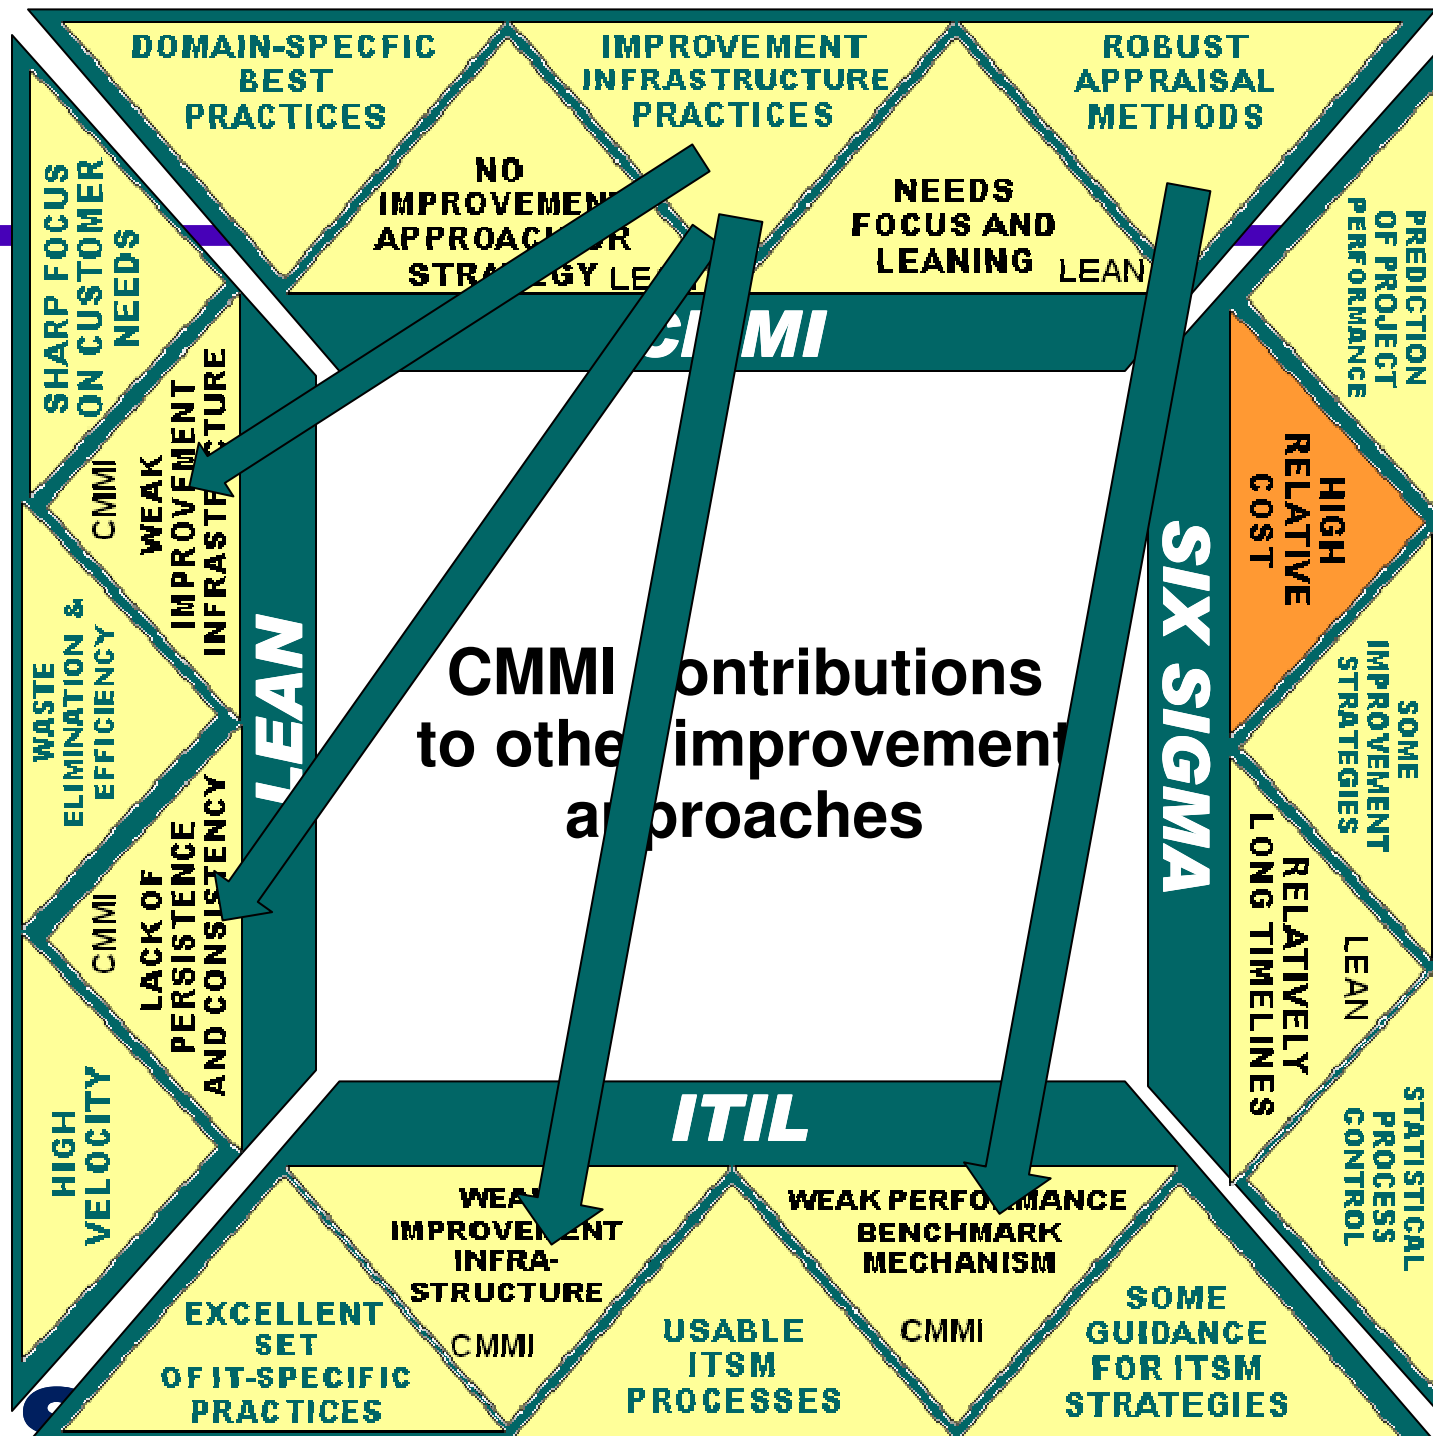 DOMAIN-SPECFIC
BEST
PRACTICES
IMPROVEMENT
INFRASTRUCTURE
PRACTICES
ROBUST
APPRAISAL
METHODS
NO
IMPROVEMENT
APPROACH OR
STRATEGY LEAN
NEEDS
FOCUS AND
LEANING LEAN
CMMI
SHARP FOCUS
ON CUSTOMER
NEEDS
CMMI
WEAK
IMPROVEMENT
INFRASTRUCTURE
WASTE
ELIMINATION &
EFFICIENCY
CMMI
LACK OF
PERSISTENCE
AND CONSISTENCY
HIGH
VELOCITY
LEAN
CMMI contributions
to other improvement
approaches
SIX SIGMA
PREDICTION
OF PROJECT
PERFORMANCE
HIGH
RELATIVE
COST
SOME
IMPROVEMENT
STRATEGIES
LEAN
RELATIVELY
LONG TIMELINES
STATISTICAL
PROCESS
CONTROL
ITIL
WEAK
IMPROVEMENT
INFRA-
STRUCTURE
CMMI
WEAK PERFORMANCE
BENCHMARK
MECHANISM
CMMI
EXCELLENT
SET
OF IT-SPECIFIC
PRACTICES
USABLE
ITSM
PROCESSES
SOME
GUIDANCE
FOR ITSM
STRATEGIES